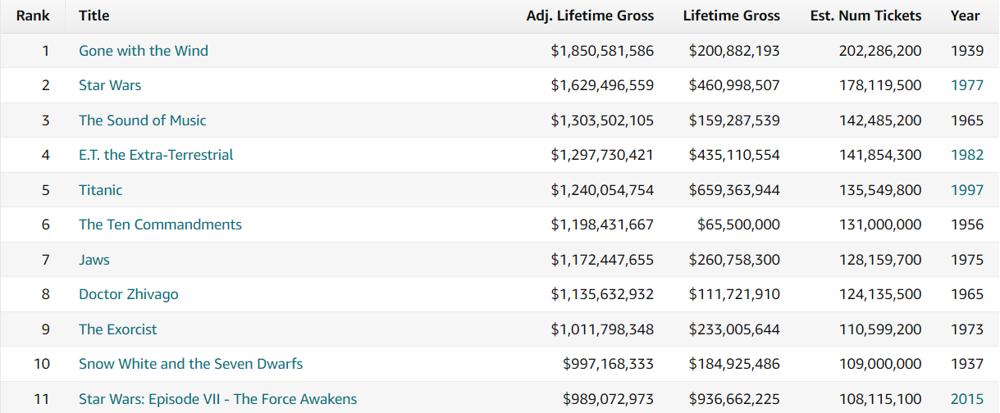 Rank Title Adj. Lifetime Gross Lifetime Gross Est. Num Tickets Year
1 Gone with the Wind $1,850,581,586 $200,882,193 202,286,200 1939
2 Star Wars $1,629,496,559 $460,998,507 178,119,500 1977
3 The Sound of Music $1,303,502,105 $159,287,539 142,485,200 1965
4 E.T. the Extra-Terrestrial $1,297,730,421 $435,110,554 141,854,300 1982
5 Titanic $1,240,054,754 $659,363,944 135,549,800 1997
6 The Ten Commandments $1,198,431,667 $65,500,000 131,000,000 1956
7 Jaws $1,172,447,655 $260,758,300 128,159,700 1975
8 Doctor Zhivago $1,135,632,932 $111,721,910 124,135,500 1965
9 The Exorcist $1,011,798,348 $233,005,644 110,599,200 1973
10 Snow White and the Seven Dwarfs $997,168,333 $184,925,486 109,000,000 1937
11 Star Wars: Episode VII - The Force Awakens $989,072,973 $936,662,225 108,115,100 2015